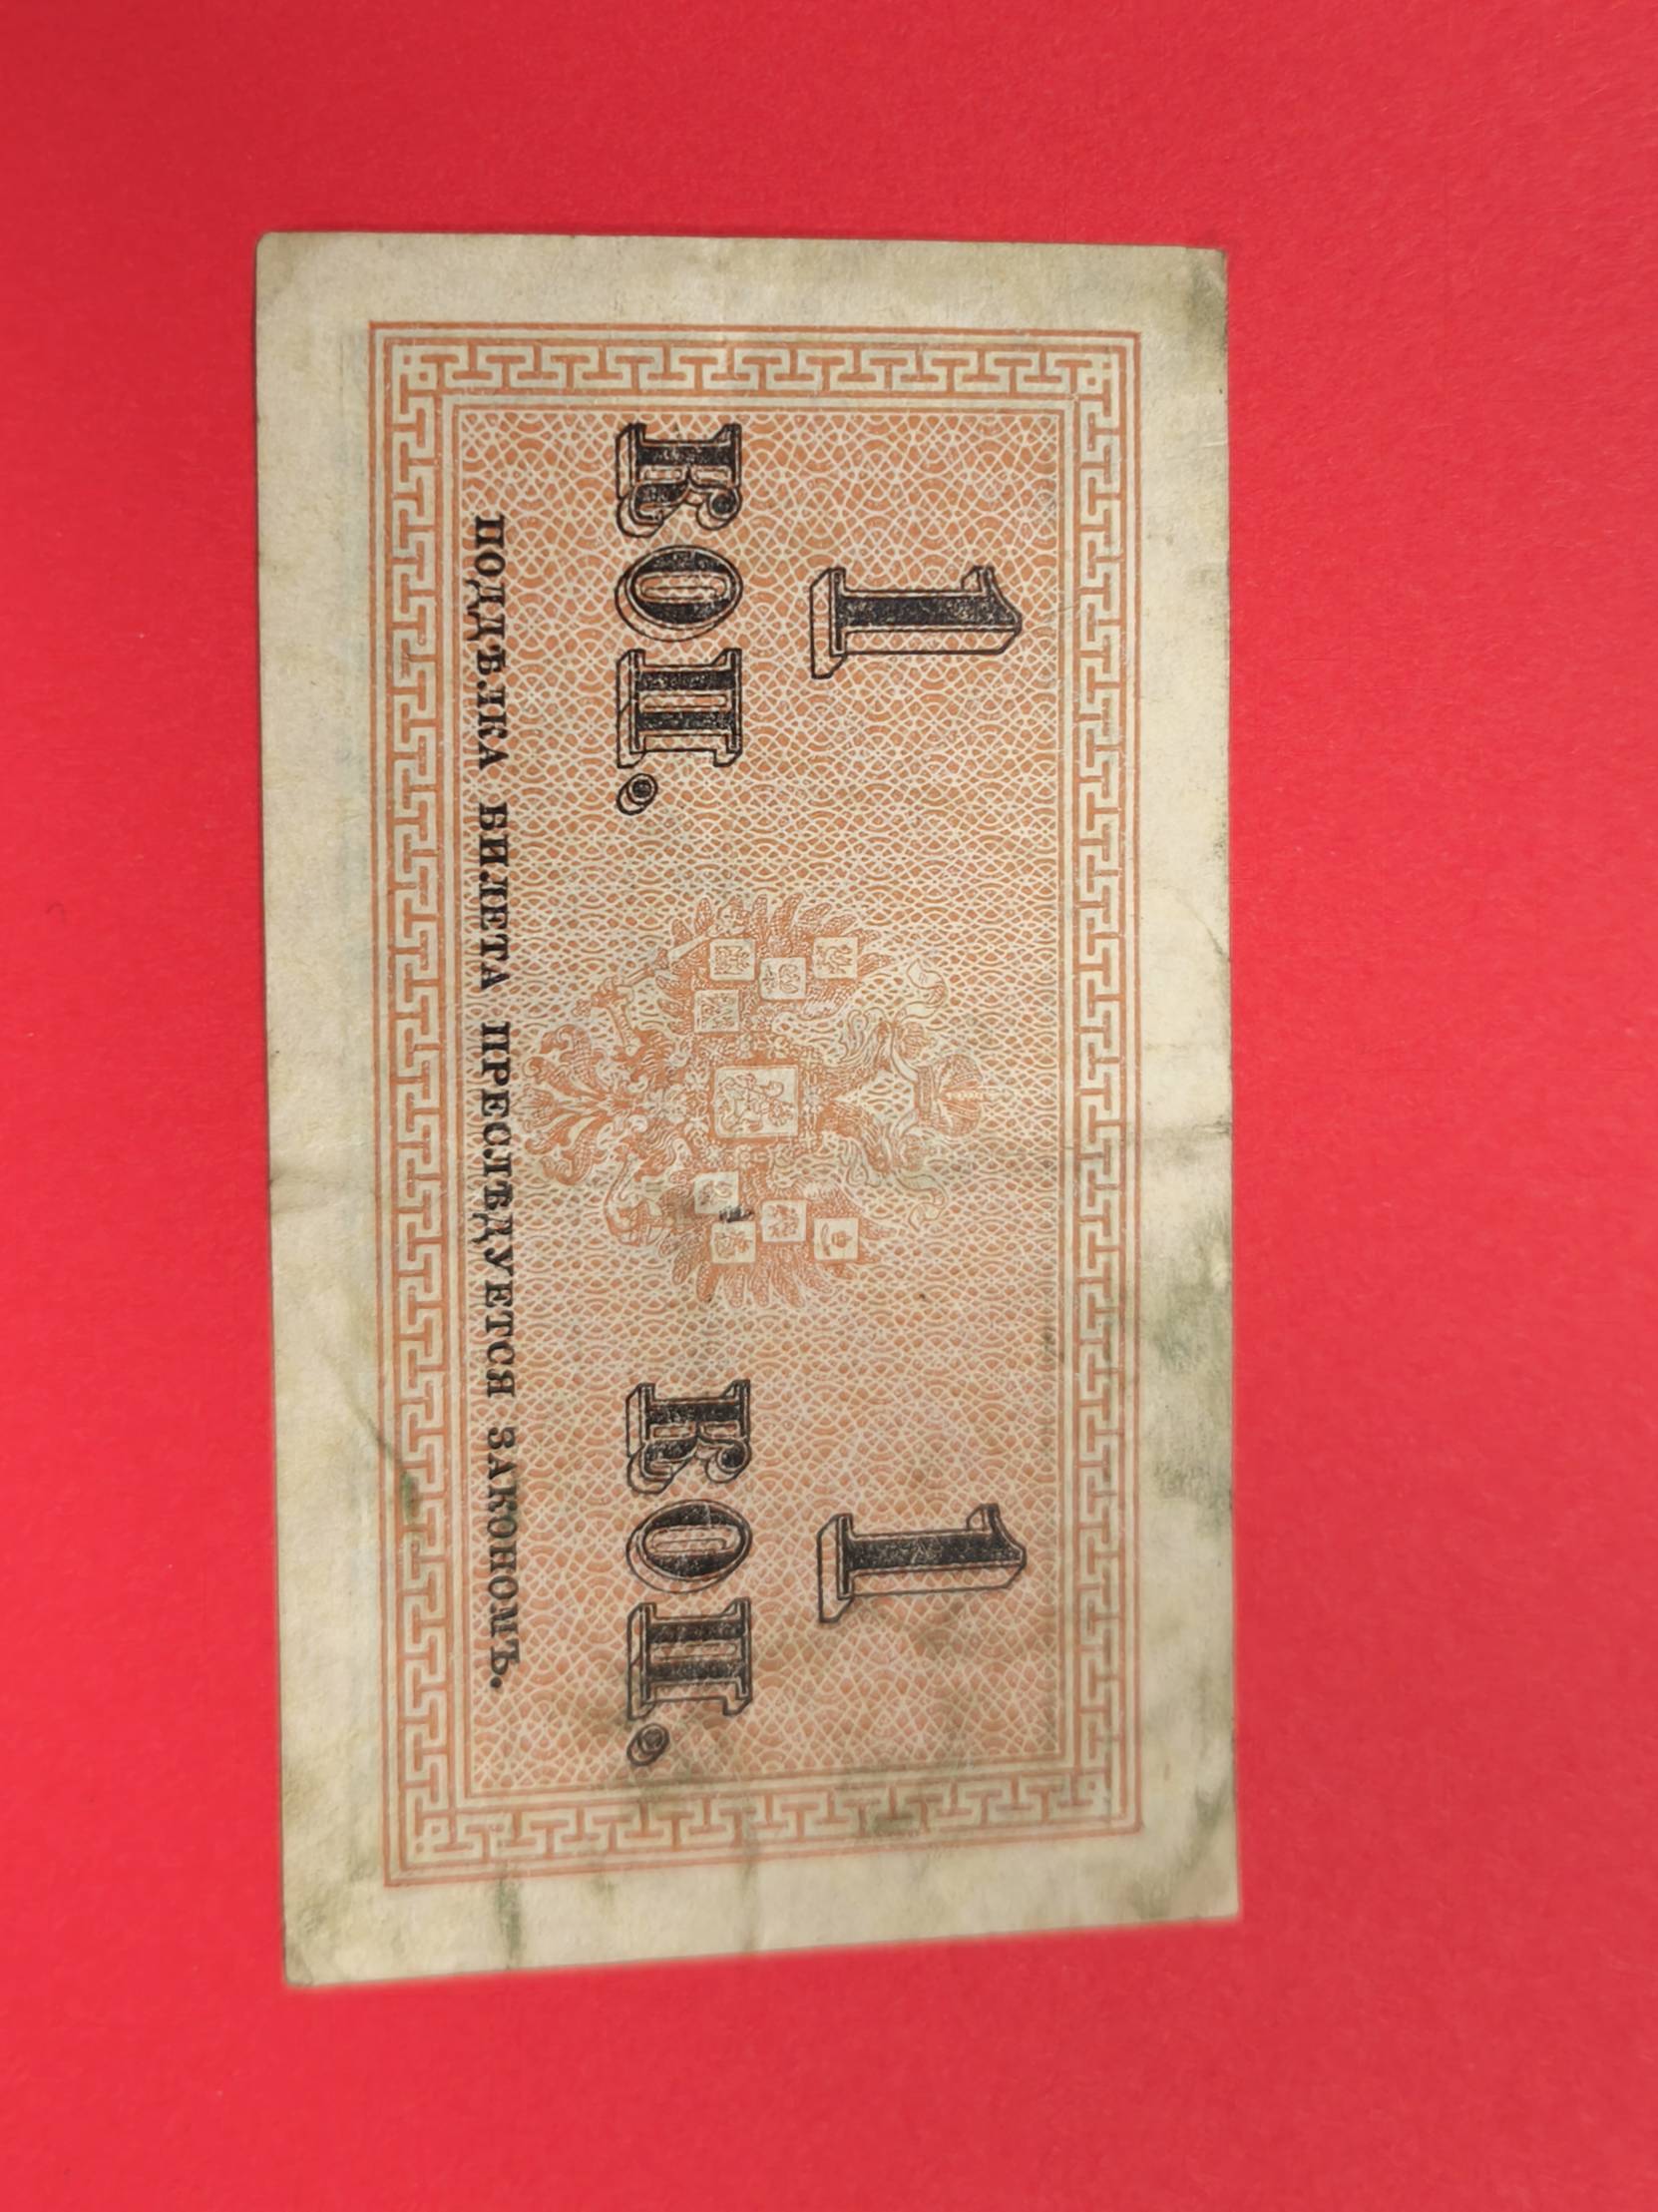 1 1
КОП. КОП.
ПОДДѢЛКА БИЛЕТА ПРЕСЛѢДУЕТСЯ ЗАКОНОМЪ.